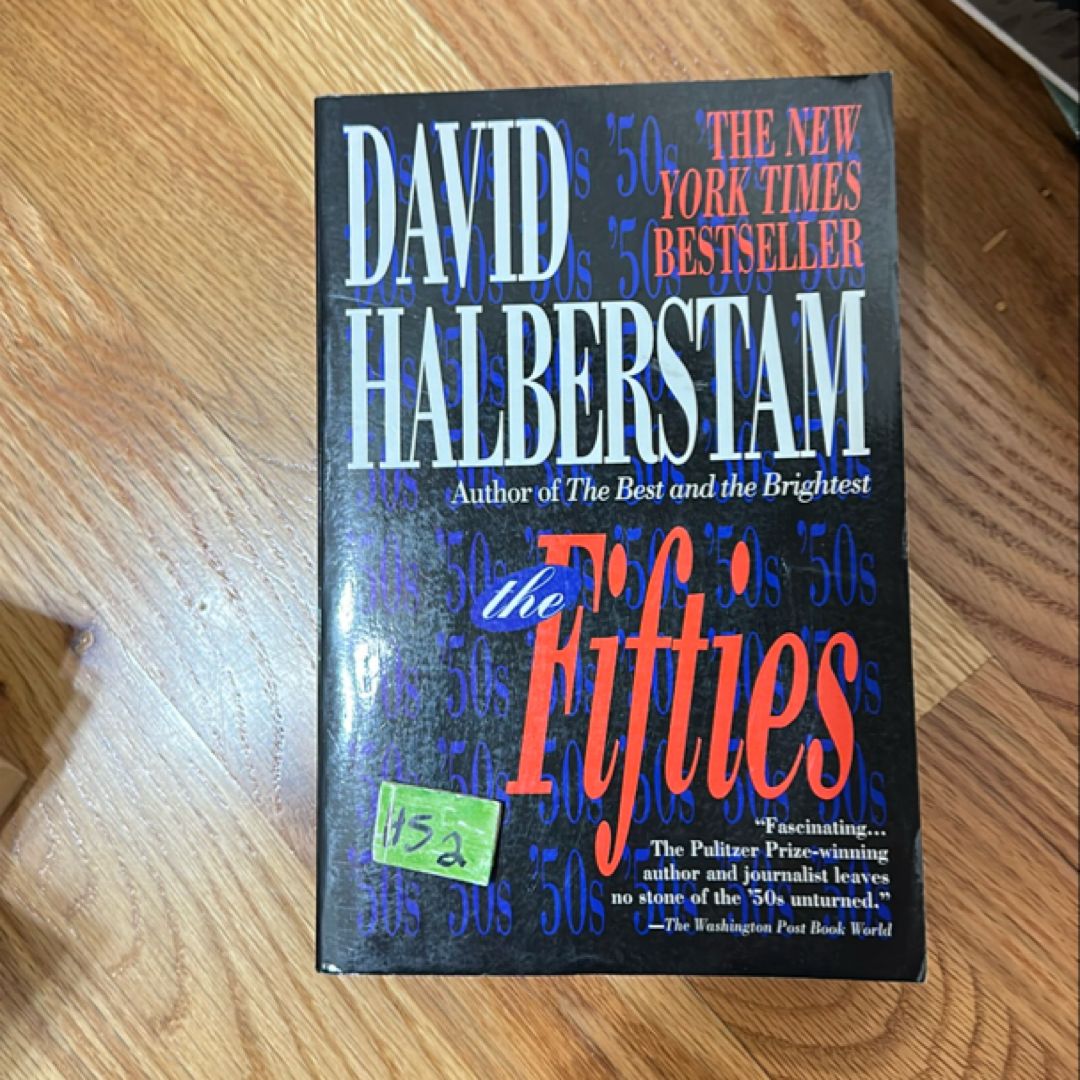 DAVID
THE NEW
YORK TIMES
BESTSELLER
HALBERSTAM
Author of The Best and the Brightest
the
Fifties
"Fascinating...
The Pulitzer Prize-winning
author and journalist leaves
no stone of the '50s unturned."
—The Washington Post Book World